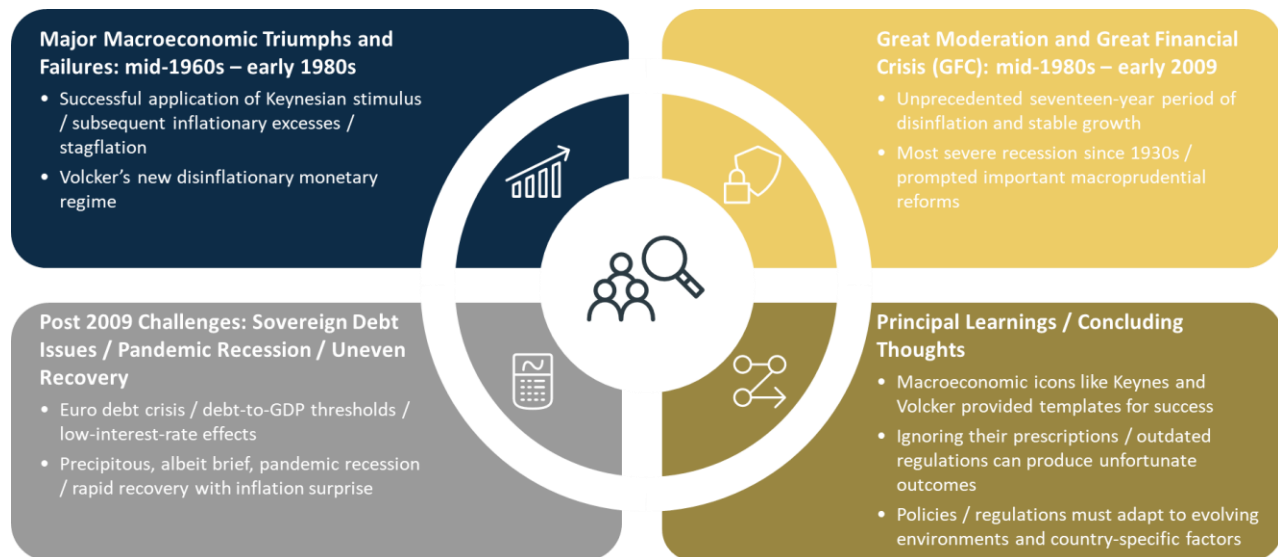 Major Macroeconomic Triumphs and
Failures: mid-1960s – early 1980s
• Successful application of Keynesian stimulus
/ subsequent inflationary excesses /
stagflation
• Volcker's new disinflationary monetary
regime
Great Moderation and Great Financial
Crisis (GFC): mid-1980s – early 2009
• Unprecedented seventeen-year period of
disinflation and stable growth
• Most severe recession since 1930s /
prompted important macroprudential
reforms
Post 2009 Challenges: Sovereign Debt
Issues / Pandemic Recession / Uneven
Recovery
• Euro debt crisis / debt-to-GDP thresholds /
low-interest-rate effects
• Precipitous, albeit brief, pandemic recession
/ rapid recovery with inflation surprise
Principal Learnings / Concluding
Thoughts
• Macroeconomic icons like Keynes and
Volcker provided templates for success
• Ignoring their prescriptions / outdated
regulations can produce unfortunate
outcomes
• Policies / regulations must adapt to evolving
environments and country-specific factors